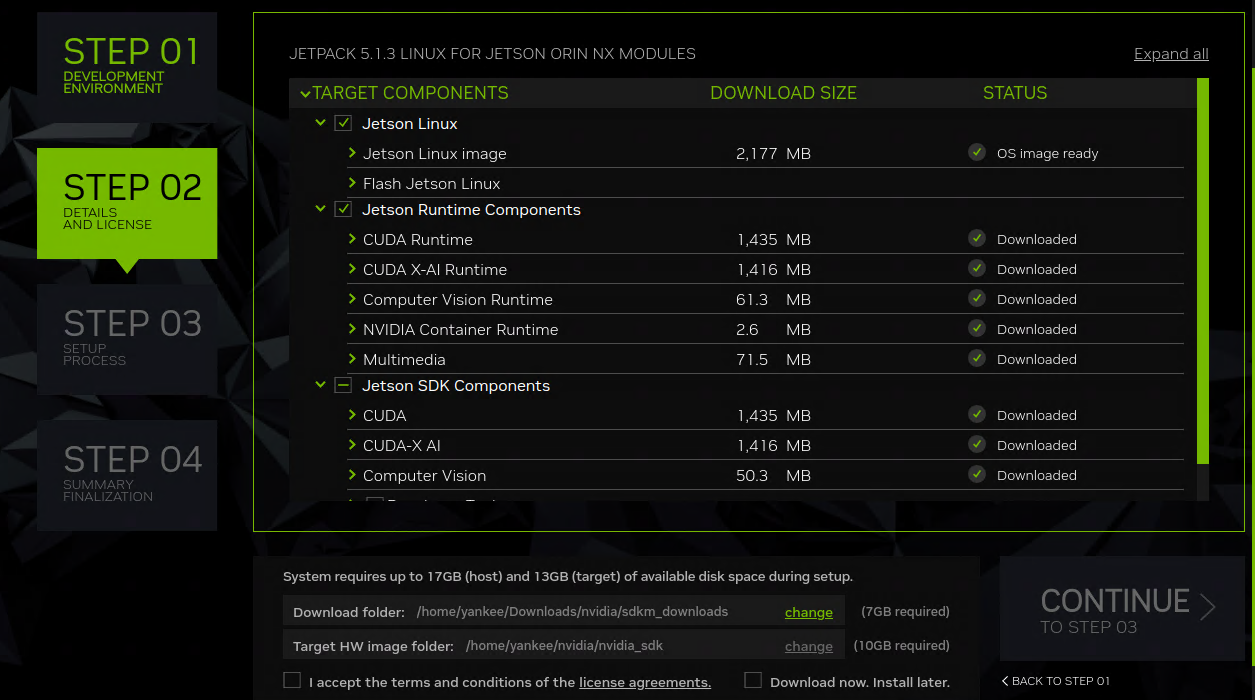 STEP 01
DEVELOPMENT
ENVIRONMENT
STEP 02
DETAILS
AND LICENSE
STEP 03
SETUP
PROCESS
STEP 04
SUMMARY
FINALIZATION
JETPACK 5.1.3 LINUX FOR JETSON ORIN NX MODULES Expand all
TARGET COMPONENTS DOWNLOAD SIZE STATUS
Jetson Linux
Jetson Linux image 2,177 MB OS image ready
Flash Jetson Linux
Jetson Runtime Components
CUDA Runtime 1,435 MB Downloaded
CUDA X-AI Runtime 1,416 MB Downloaded
Computer Vision Runtime 61.3 MB Downloaded
NVIDIA Container Runtime 2.6 MB Downloaded
Multimedia 71.5 MB Downloaded
Jetson SDK Components
CUDA 1,435 MB Downloaded
CUDA-X AI 1,416 MB Downloaded
Computer Vision 50.3 MB Downloaded
System requires up to 17GB (host) and 13GB (target) of available disk space during setup.
Download folder: /home/yankee/Downloads/nvidia/sdkm_downloads change (7GB required)
Target HW image folder: /home/yankee/nvidia/nvidia_sdk change (10GB required)
I accept the terms and conditions of the license agreements. Download now. Install later.
CONTINUE
TO STEP 03
BACK TO STEP 01